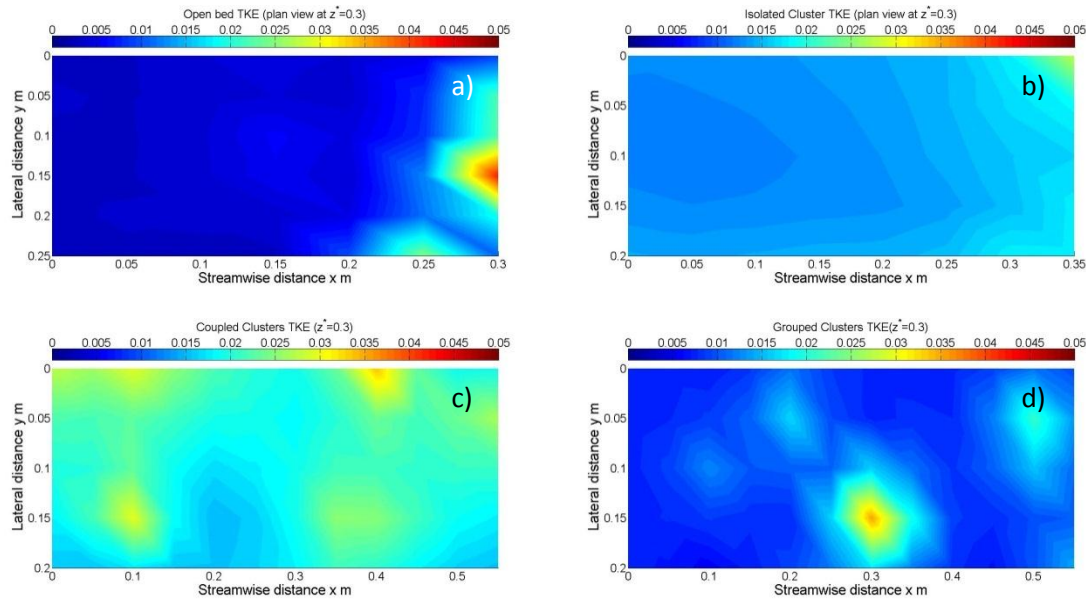 Open bed TKE (plan view at z*=0.3)
0 0.005 0.01 0.015 0.02 0.025 0.03 0.035 0.04 0.045 0.05
a)
0
0.05
0.1
0.15
0.2
0.25
Lateral distance y m
0 0.05 0.1 0.15 0.2 0.25 0.3
Streamwise distance x m
Isolated Cluster TKE (plan view at z*=0.3)
0 0.005 0.01 0.015 0.02 0.025 0.03 0.035 0.04 0.045 0.05
b)
0
0.05
0.1
0.15
0.2
Lateral distance y m
0 0.05 0.1 0.15 0.2 0.25 0.3 0.35
Streamwise distance x m
Coupled Clusters TKE (z*=0.3)
0 0.005 0.01 0.015 0.02 0.025 0.03 0.035 0.04 0.045 0.05
c)
0
0.05
0.1
0.15
0.2
Lateral distance y m
0.1 0.2 0.3 0.4 0.5
Streamwise distance x m
Grouped Clusters TKE(z*=0.3)
0 0.005 0.01 0.015 0.02 0.025 0.03 0.035 0.04 0.045 0.05
d)
0
0.05
0.1
0.15
0.2
Lateral distance y m
0.1 0.2 0.3 0.4 0.5
Streamwise distance x m